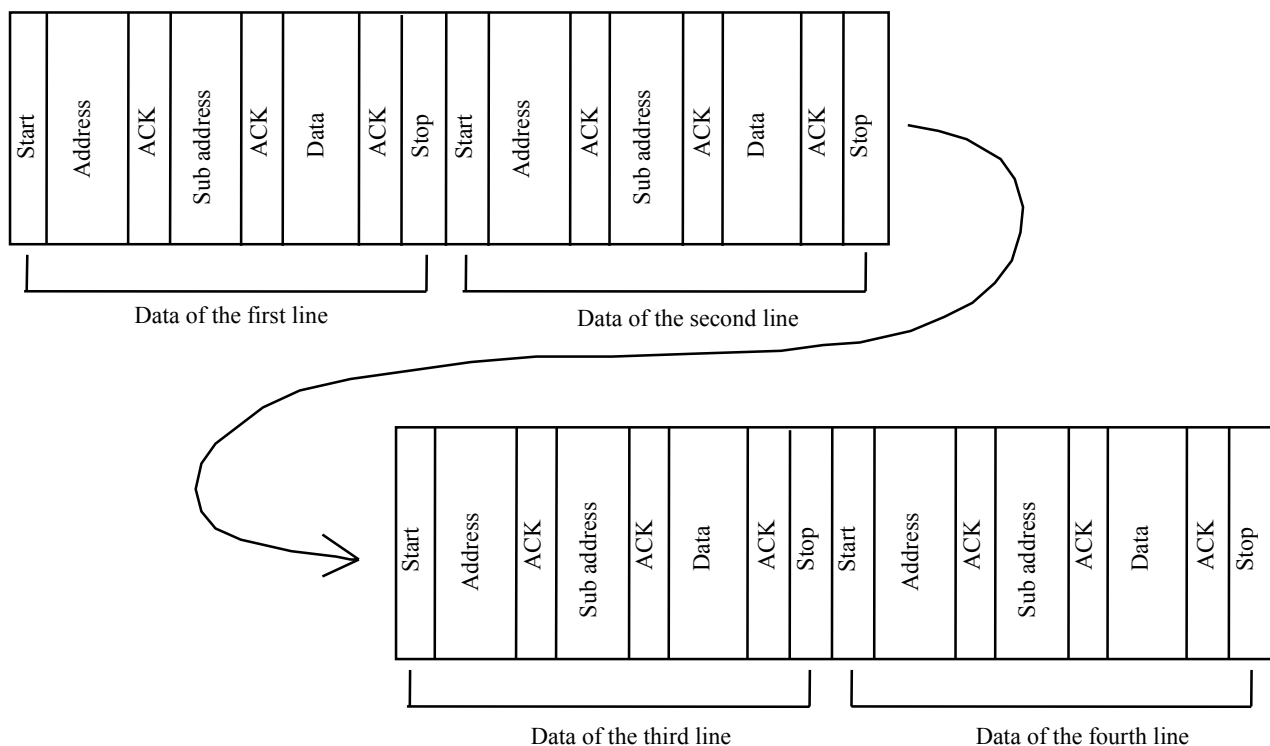 Start Address ACK Sub address ACK Data ACK Stop Start Address ACK Sub address ACK Data ACK Stop
Data of the first line
Data of the second line
Start Address ACK Sub address ACK Data ACK Stop Start Address ACK Sub address ACK Data ACK Stop
Data of the third line
Data of the fourth line